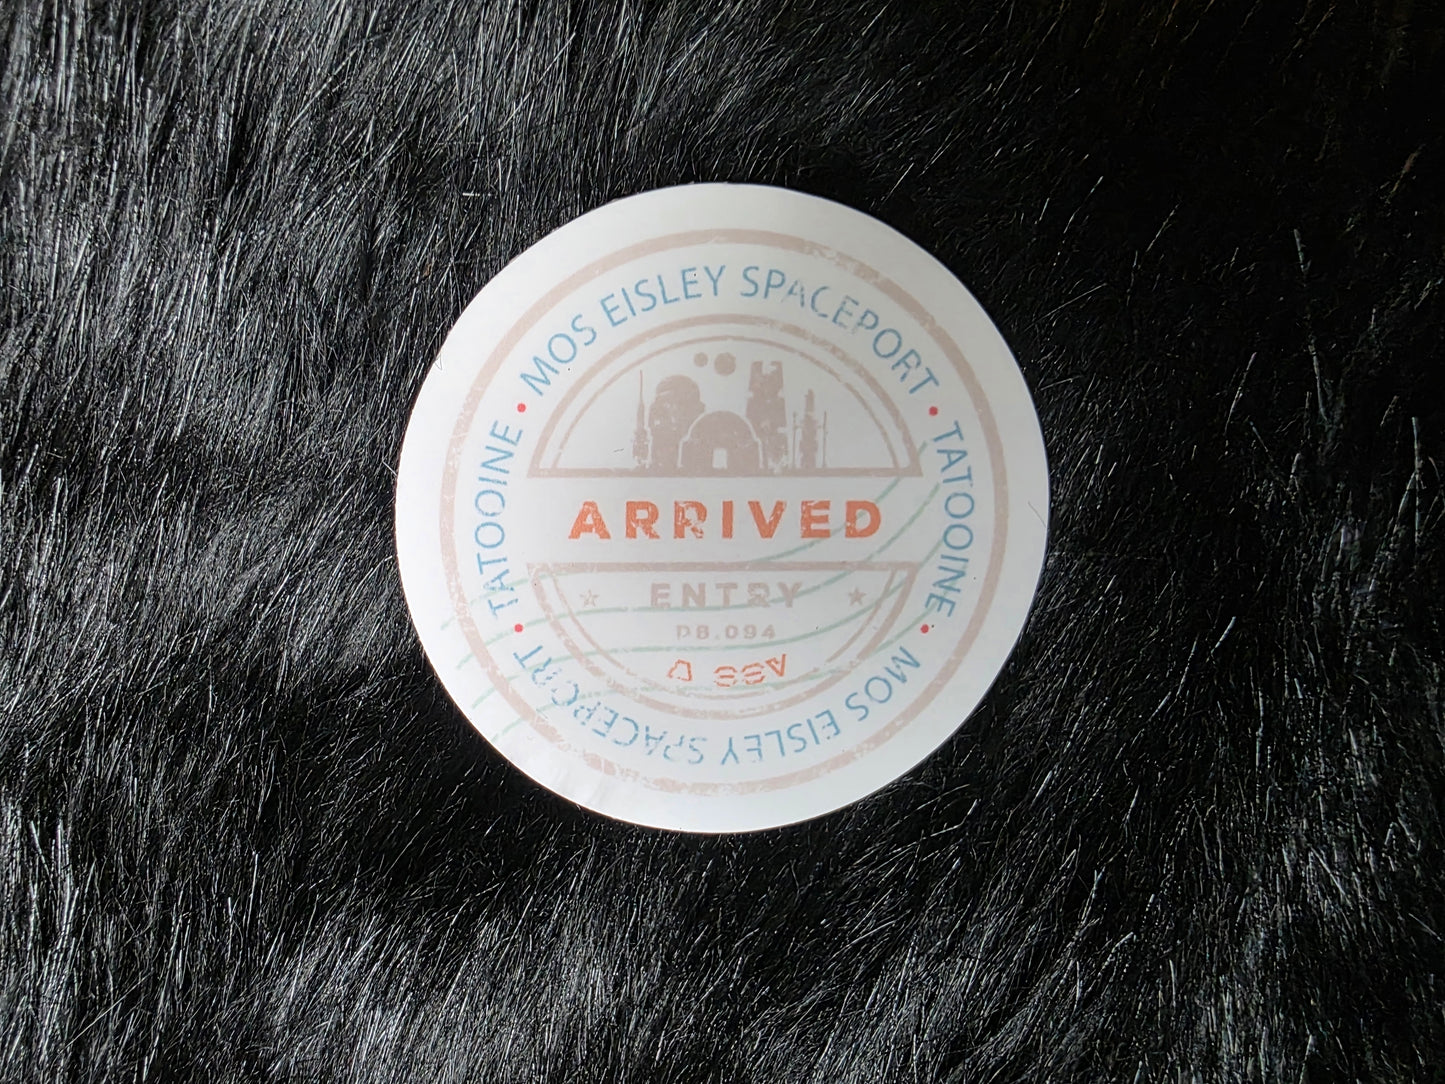 MOS EISLEY SPACEPORT • TATOOINE • MOS EISLEY SPACEPORT • TATOOINE •
ARRIVED
ENTRY
DB.094